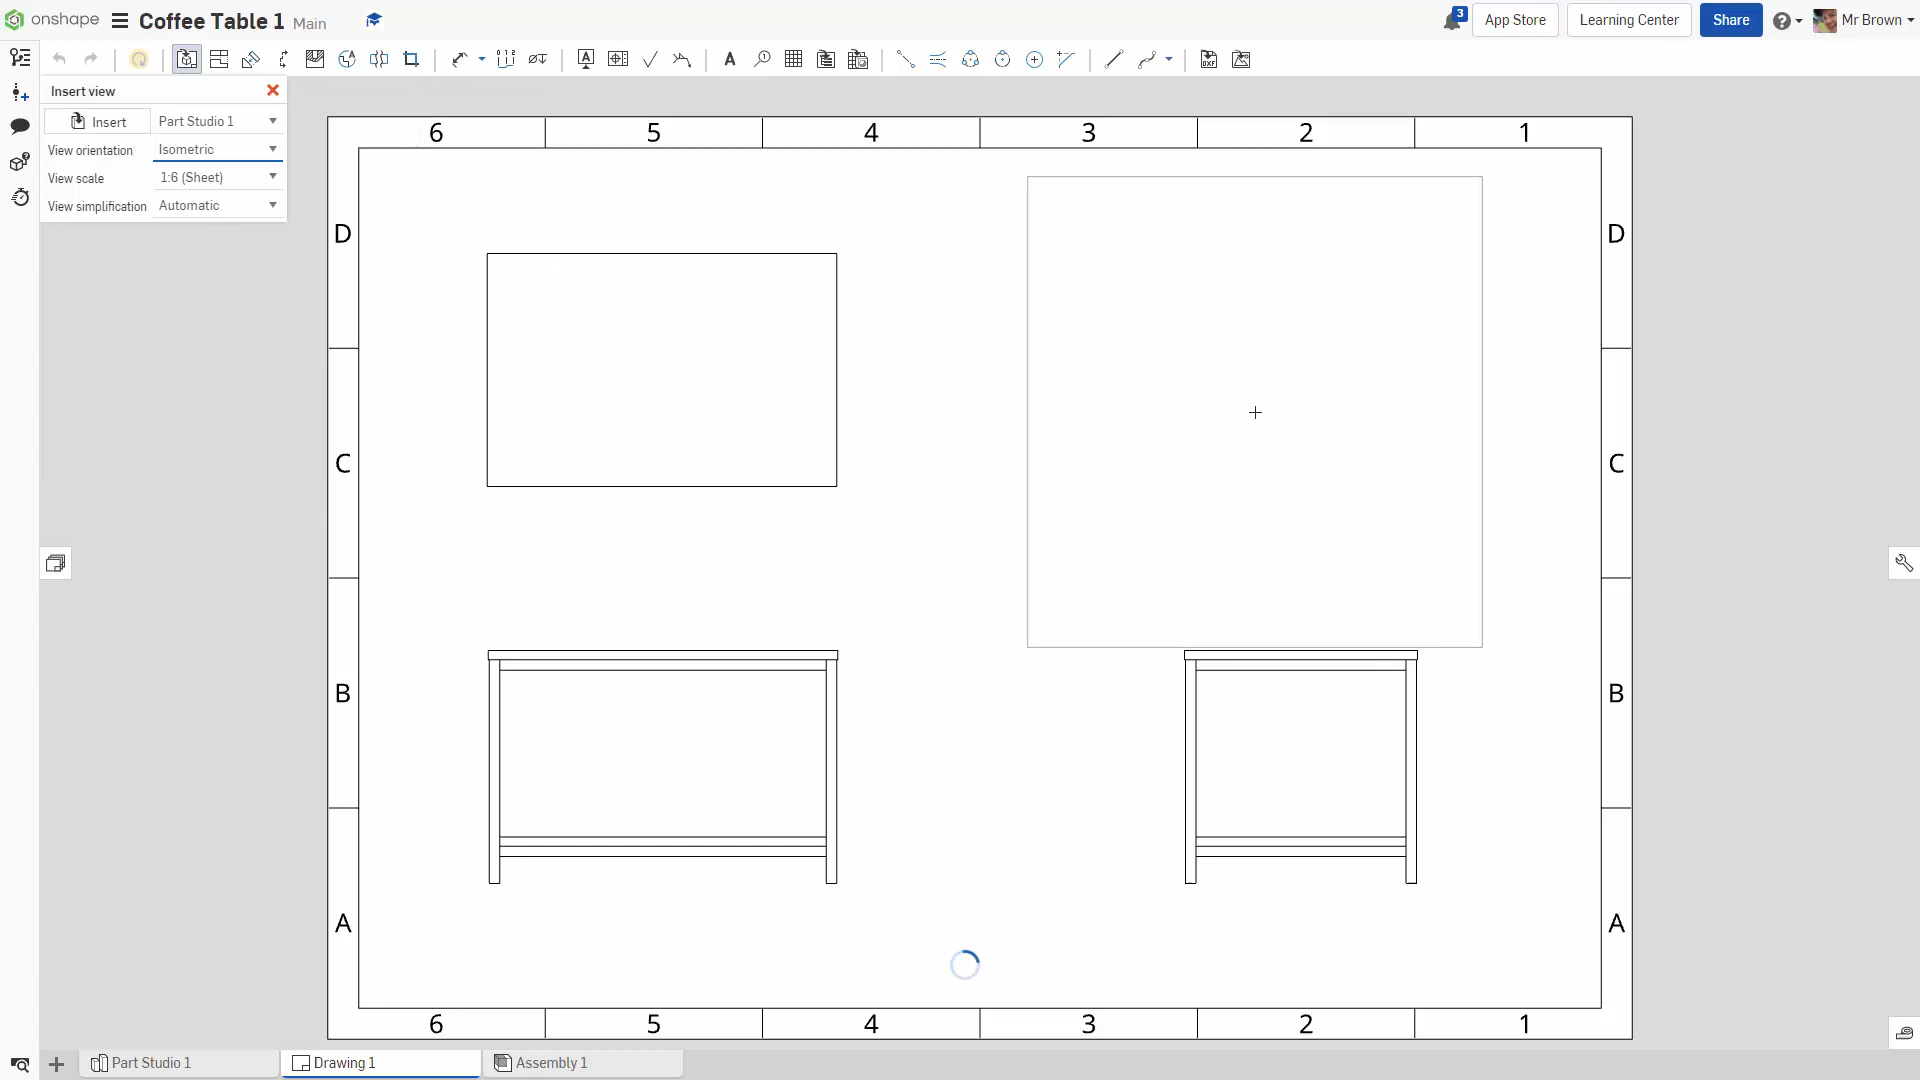 onshape Coffee Table 1 Main 3 App Store Learning Center Share Mr Brown
Insert view
Insert Part Studio 1
View orientation Isometric
View scale 1:6 (Sheet)
View simplification Automatic
6 5 4 3 2 1
D D
C C
B B
A A
6 5 4 3 2 1
Part Studio 1 Drawing 1 Assembly 1